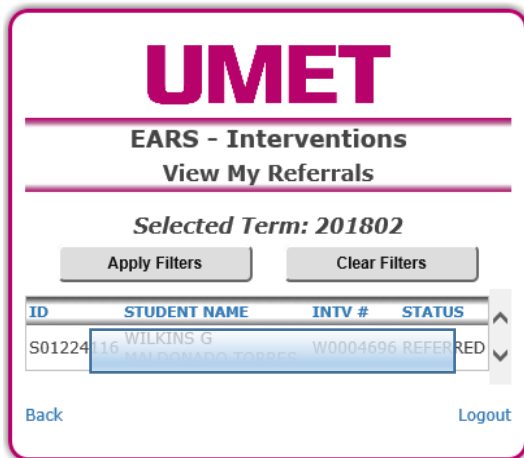 UMET
EARS - Interventions
View My Referrals
Selected Term: 201802
Apply Filters Clear Filters
ID STUDENT NAME INTV # STATUS
S01224116 WILKINS G W0004696 REFERRED
MALDONADO TORRES
Back Logout